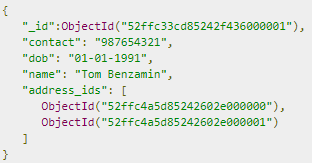 {
"_id":ObjectId("52ffc33cd85242f436000001"),
"contact": "987654321",
"dob": "01-01-1991",
"name": "Tom Benzamin",
"address_ids": [
ObjectId("52ffc4a5d85242602e000000"),
ObjectId("52ffc4a5d85242602e000001")
]
}